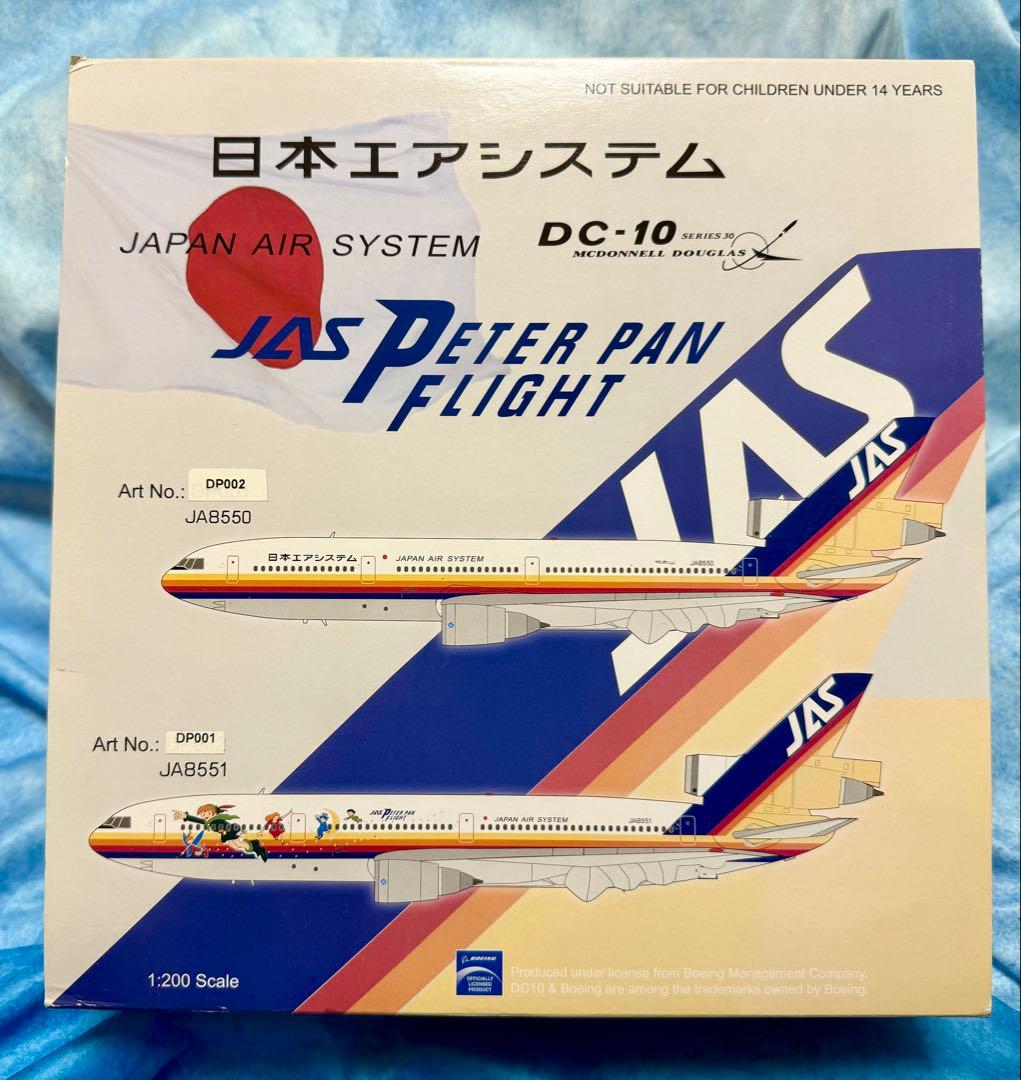 NOT SUITABLE FOR CHILDREN UNDER 14 YEARS
日本エアシステム
JAPAN AIR SYSTEM
DC-10 SERIES 30
MCDONNELL DOUGLAS
JAS PETER PAN
FLIGHT
JAS
JAS
Art No.: DP002
JA8550
日本エアシステム JAPAN AIR SYSTEM
JA8550
JAS
Art No.: DP001
JA8551
JAS PETER PAN
FLIGHT
JAPAN AIR SYSTEM
JA8551
1:200 Scale
BOEING
OFFICIALLY
LICENSED
PRODUCT
Produced under license from Boeing Management Company.
DC10 & Boeing are among the trademarks owned by Boeing.